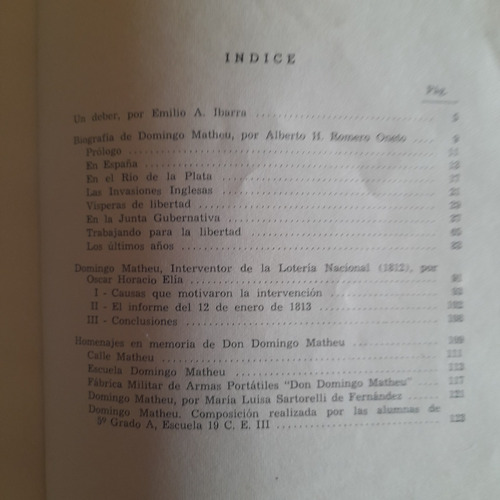 INDICE
Pág.
Un deber, por Emilio A. Ibarra 5
Biografía de Domingo Matheu, por Alberto H. Romero Oneto 9
Prólogo
En España
En el Río de la Plata
Las Invasiones Inglesas 21
Vísperas de libertad
En la Junta Gubernativa
Trabajando para la libertad
Los últimos años
Domingo Matheu, Interventor de la Lotería Nacional (1812), por
Oscar Horacio Elía
I - Causas que motivaron la intervención
II - El informe del 12 de enero de 1813
III - Conclusiones
Homenajes en memoria de Don Domingo Matheu 109
Calle Matheu 111
Escuela Domingo Matheu
Fábrica Militar de Armas Portátiles "Don Domingo Matheu" 117
Domingo Matheu, por María Luisa Sartorelli de Fernández 121
Domingo Matheu. Composición realizada por las alumnas de
5º Grado A, Escuela 19 C. E. III